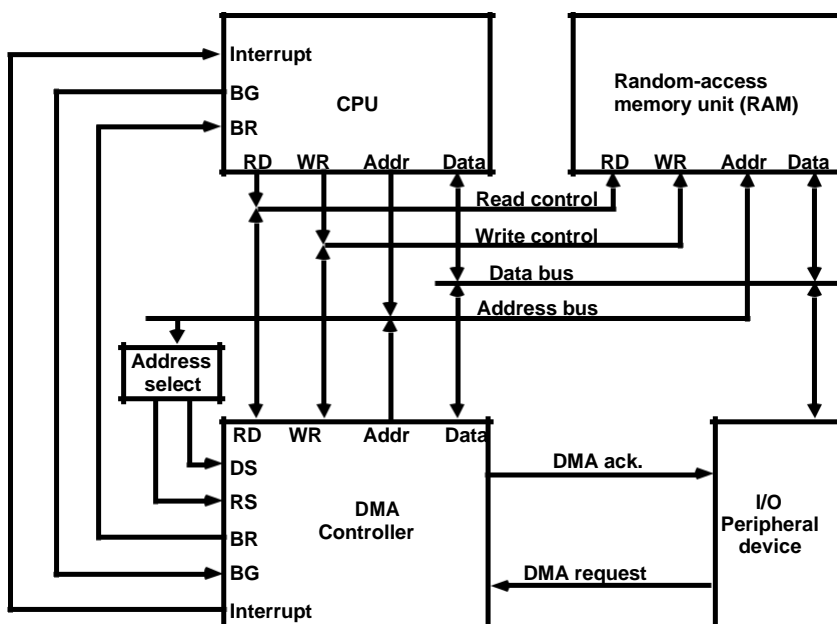 Interrupt
BG
CPU
BR
RD WR Addr Data
Random-access
memory unit (RAM)
RD WR Addr Data
Read control
Write control
Data bus
Address bus
Address
select
RD WR Addr Data
DS
RS
BR
BG
Interrupt
DMA
Controller
DMA ack.
DMA request
I/O
Peripheral
device